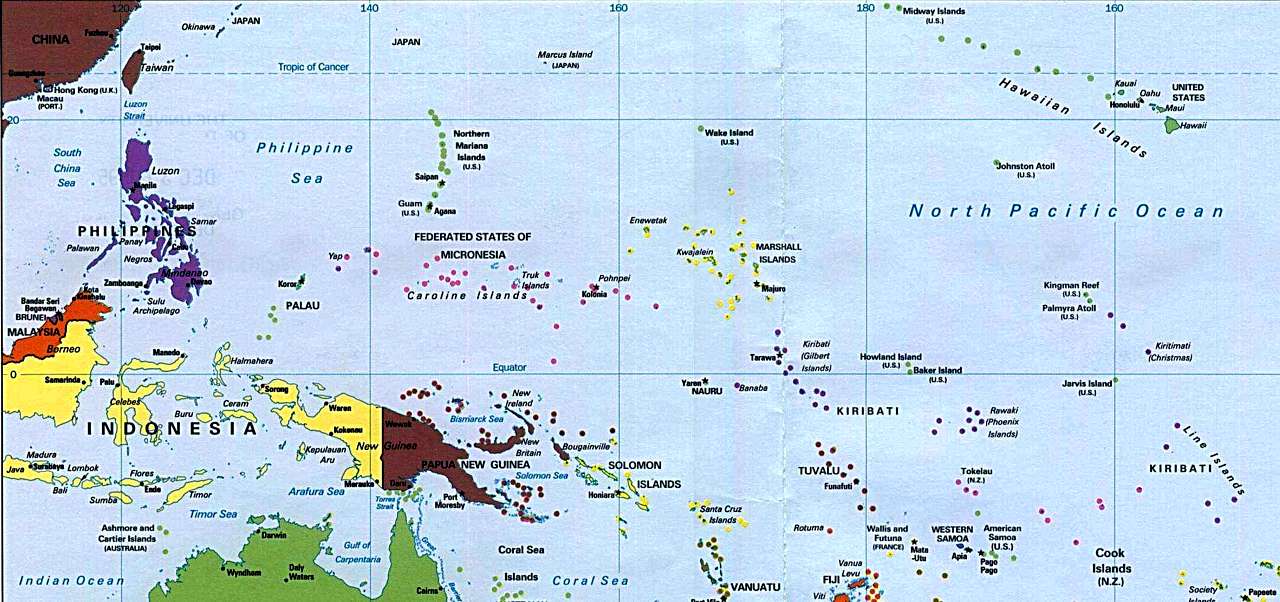 120
140
160
180
160
JAPAN
Okinawa
Midway Islands
(U.S.)
CHINA
Fuzhou
JAPAN
Taipei
Marcus Island
(JAPAN)
Taiwan
Tropic of Cancer
Guangzhou
Hong Kong (U.K.)
Macau
(PORT.)
Hawaiian
Islands
Kauai
Oahu
Honolulu
Maui
UNITED
STATES
Hawaii
Luzon
Strait
20
South
China
Sea
Philippine
Sea
Northern
Mariana
Islands
(U.S.)
Wake Island
(U.S.)
Johnston Atoll
(U.S.)
Luzon
Manila
Saipan
Guam
(U.S.)
Agana
Legaspi
Samar
North Pacific Ocean
PHILIPPINES
Enewetak
Palawan
Panay
Cebu
Negros
FEDERATED STATES OF
MICRONESIA
Kwajalein
MARSHALL
ISLANDS
Yap
Mindanao
Davao
Zamboanga
Koror
Truk
Islands
Pohnpei
Kolonia
Majuro
Kingman Reef
(U.S.)
Kota
Kinabalu
Bandar Seri
Begawan
BRUNEI
Sulu
Archipelago
PALAU
Caroline Islands
Palmyra Atoll
(U.S.)
MALAYSIA
Borneo
Manado
Halmahera
Tarawa
Kiribati
(Gilbert
Islands)
Howland Island
(U.S.)
Baker Island
(U.S.)
Kiritimati
(Christmas)
0
Equator
Samarinda
Palu
Sorong
Yaren
NAURU
Banaba
Jarvis Island
(U.S.)
Celebes
Buru
Ceram
Waren
New
Ireland
INDONESIA
Kokenau
Wewak
Bismarck Sea
KIRIBATI
Rawaki
(Phoenix
Islands)
Line Islands
New Guinea
New
Britain
Bougainville
Kepulauan
Aru
Madura
Java
Surabaya
Lombok
Bali
Flores
Sumba
Ende
Timor
PAPUA NEW GUINEA
Solomon Sea
SOLOMON
ISLANDS
TUVALU
Funafuti
Tokelau
(N.Z.)
KIRIBATI
Merauke
Daru
Arafura Sea
Torres
Strait
Port
Moresby
Honiara
Santa Cruz
Islands
Timor Sea
Ashmore and
Cartier Islands
(AUSTRALIA)
Rotuma
Wallis and
Futuna
(FRANCE)
Mata
-Utu
WESTERN
SAMOA
Apia
American
Samoa
(U.S.)
Pago
Pago
Darwin
Gulf of
Carpentaria
Coral Sea
Islands
Cook
Islands
(N.Z.)
Indian Ocean
Wyndham
Daly
Waters
Great
Cairns
Coral Sea
VANUATU
FIJI
Vanua
Levu
Viti
Society
Islands
Papeete